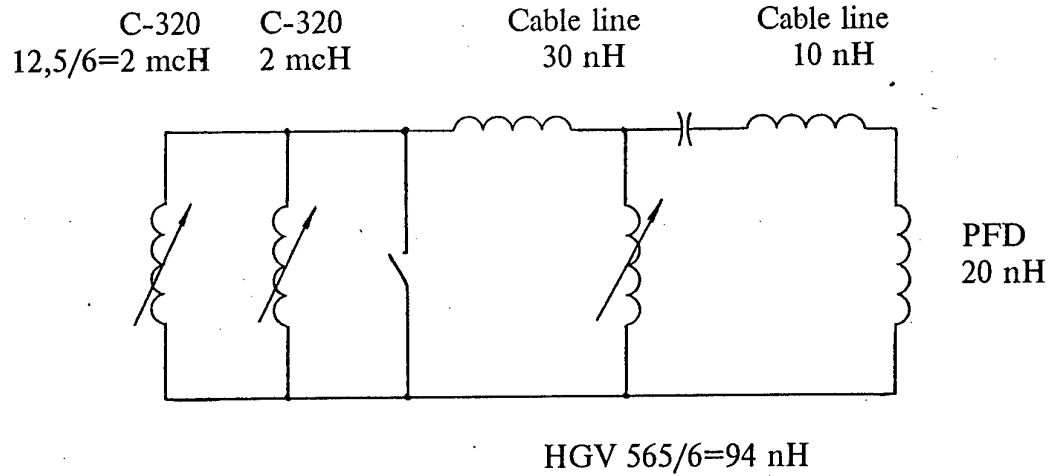 C-320
12,5/6=2 mcH
C-320
2 mcH
Cable line
30 nH
Cable line
10 nH
PFD
20 nH
HGV 565/6=94 nH